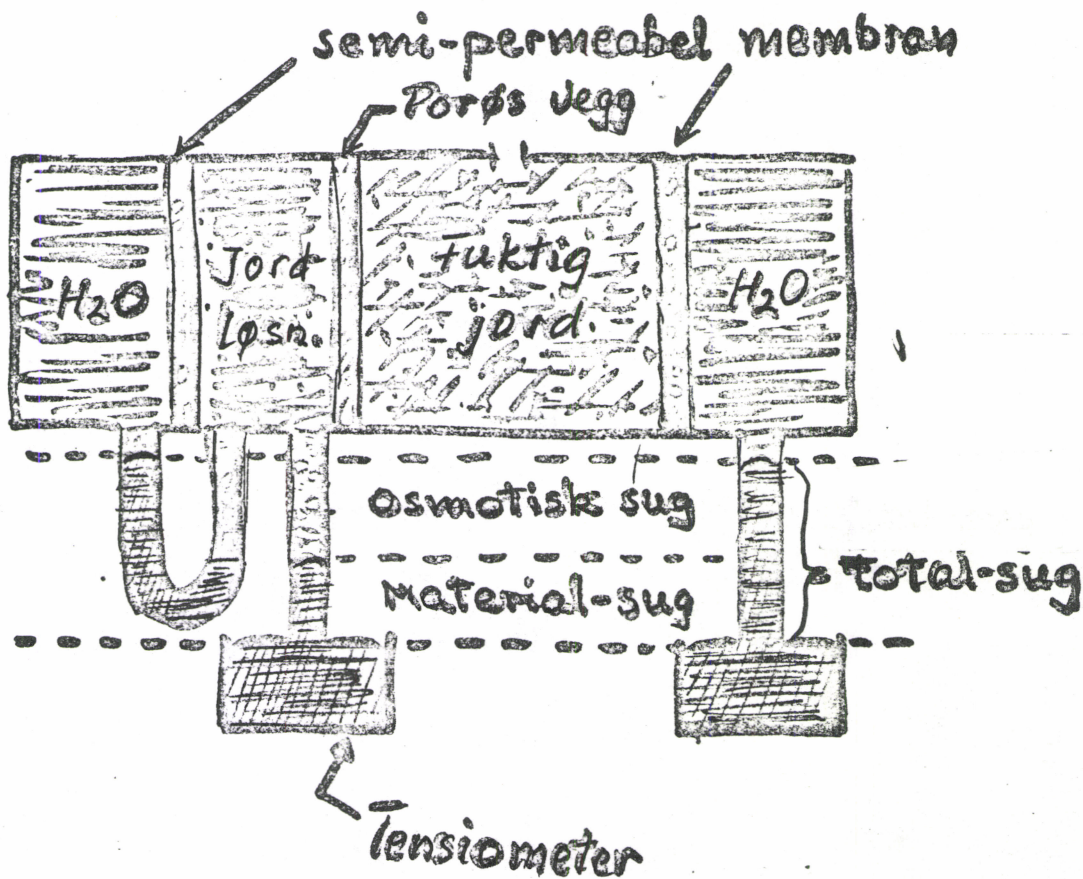 semi-permeabel membran
Porøs vegg
H₂O
Jord
løsn.
Fuktig
jord.
H₂O
Osmotisk sug
Material-sug
total-sug
Tensiometer